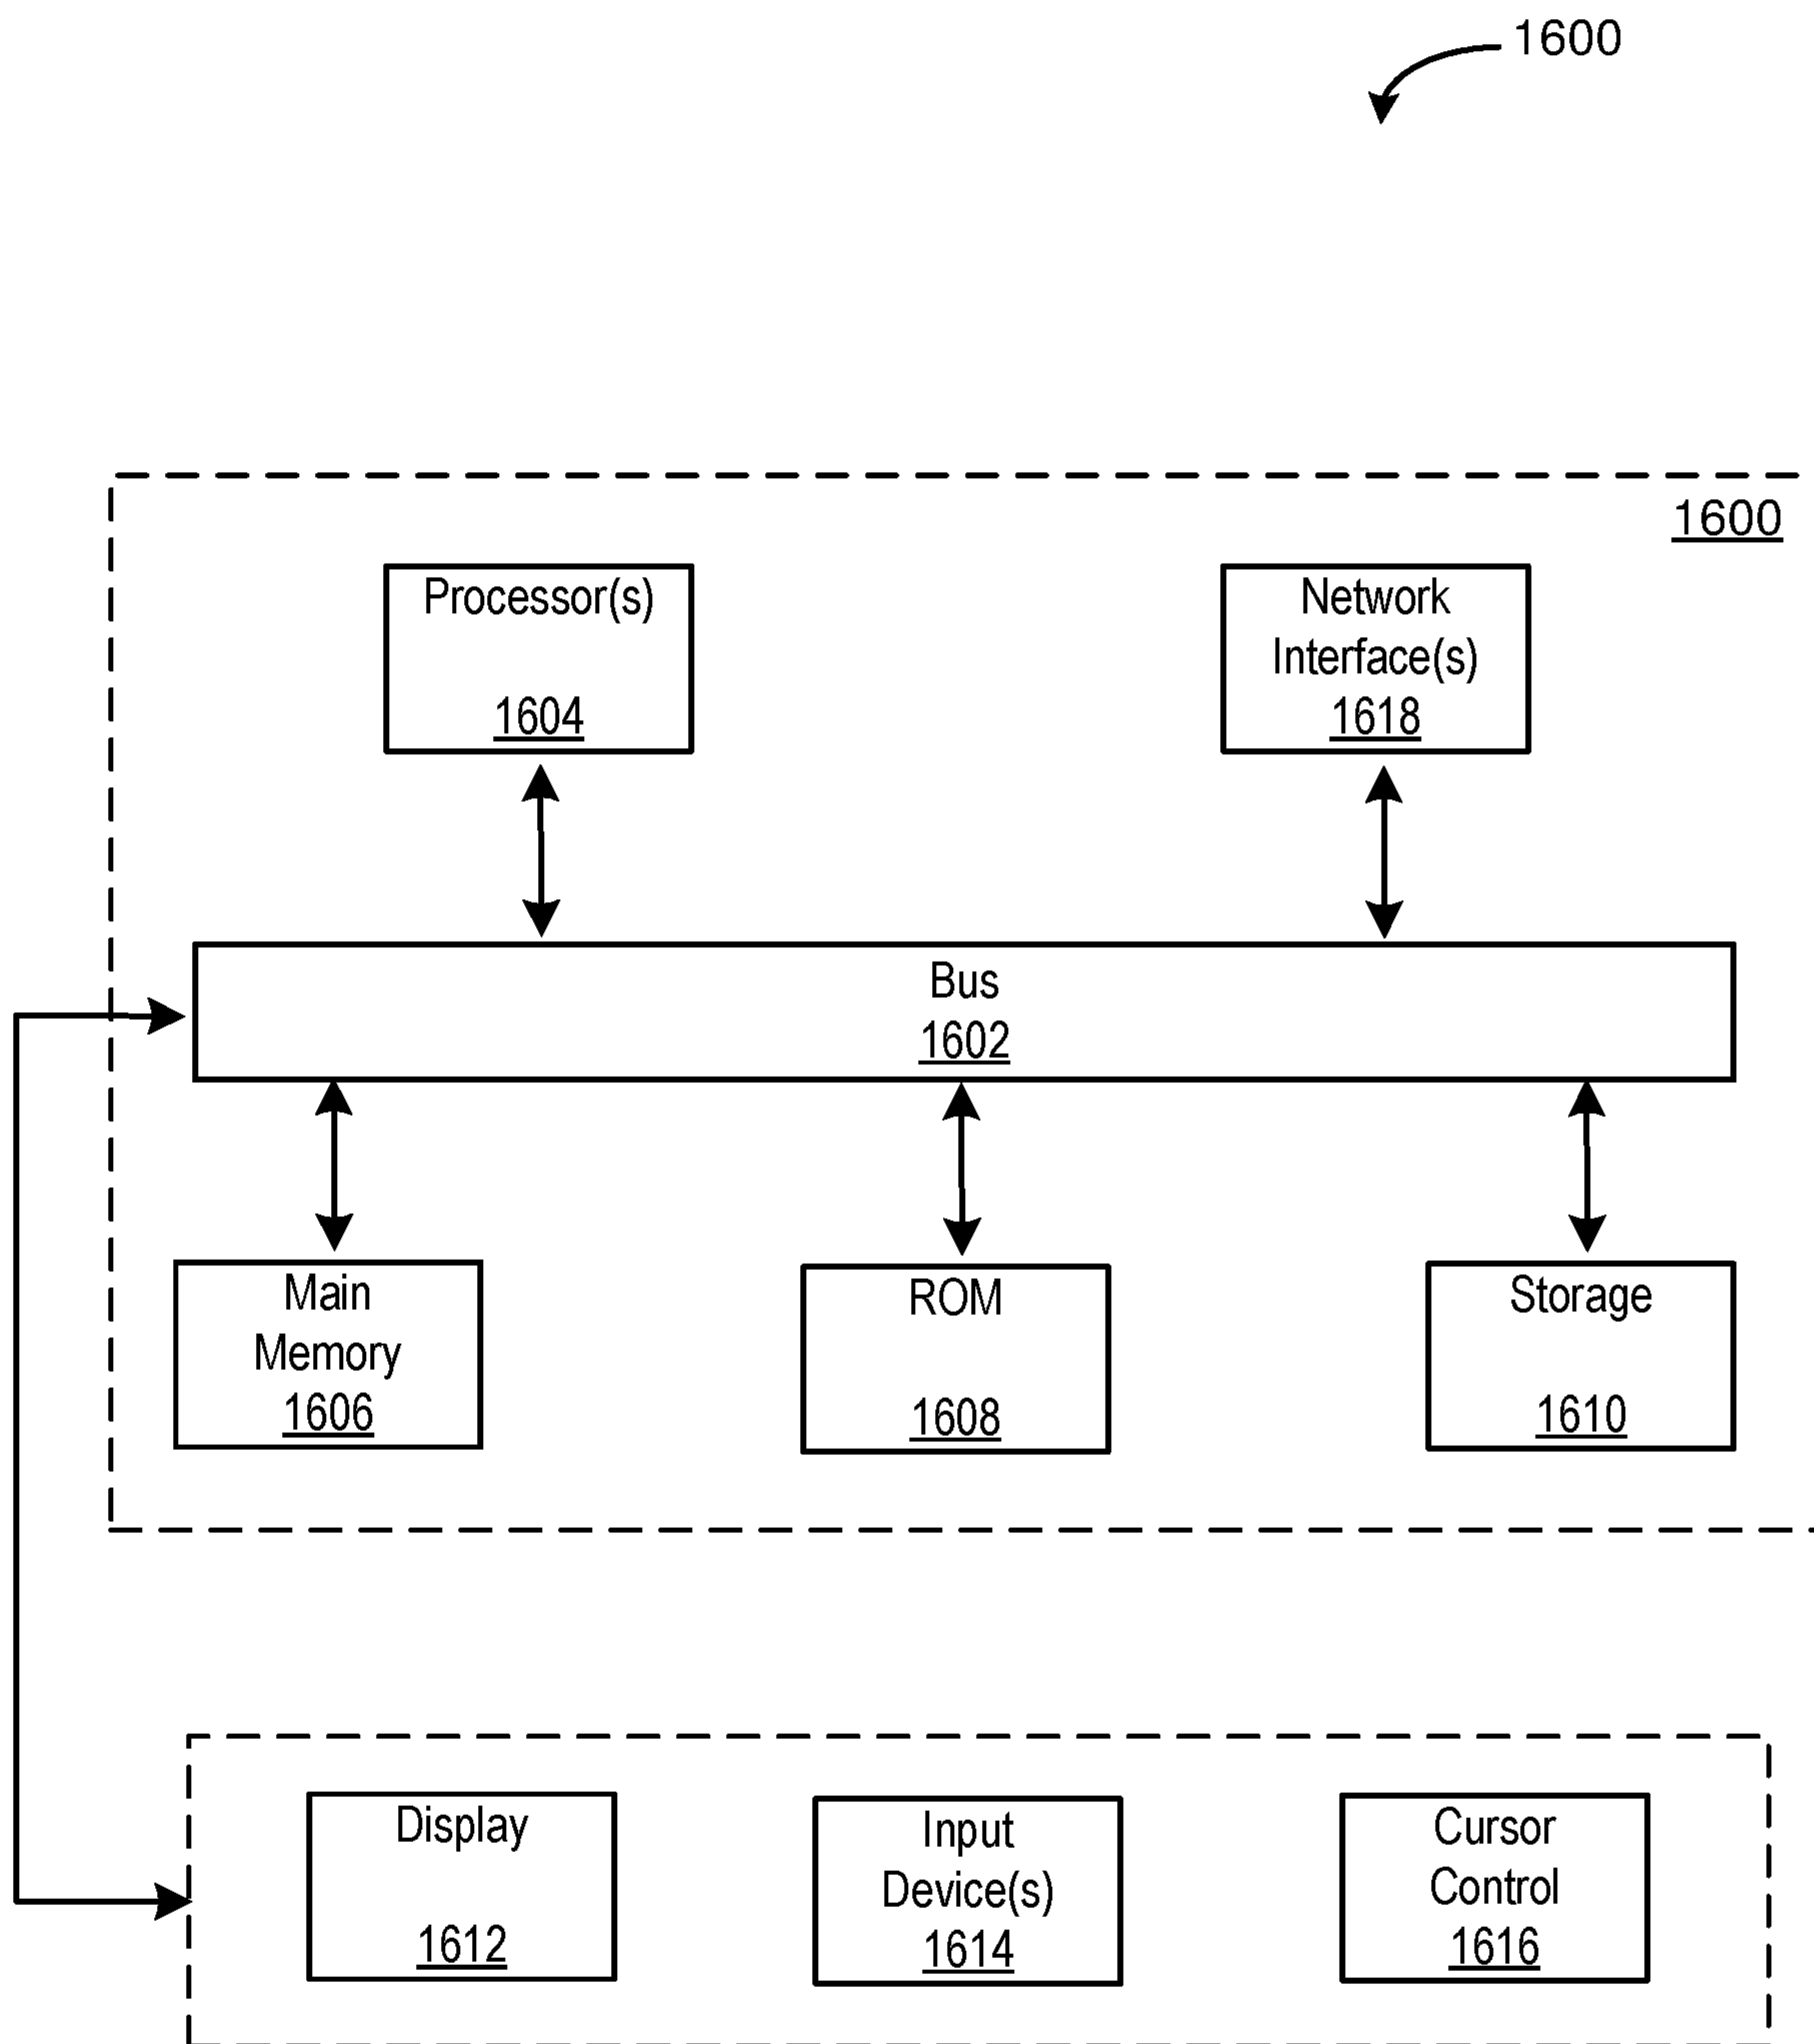 1600
1600
Processor(s)
1604
Network
Interface(s)
1618
Bus
1602
Main
Memory
1606
ROM
1608
Storage
1610
Display
1612
Input
Device(s)
1614
Cursor
Control
1616